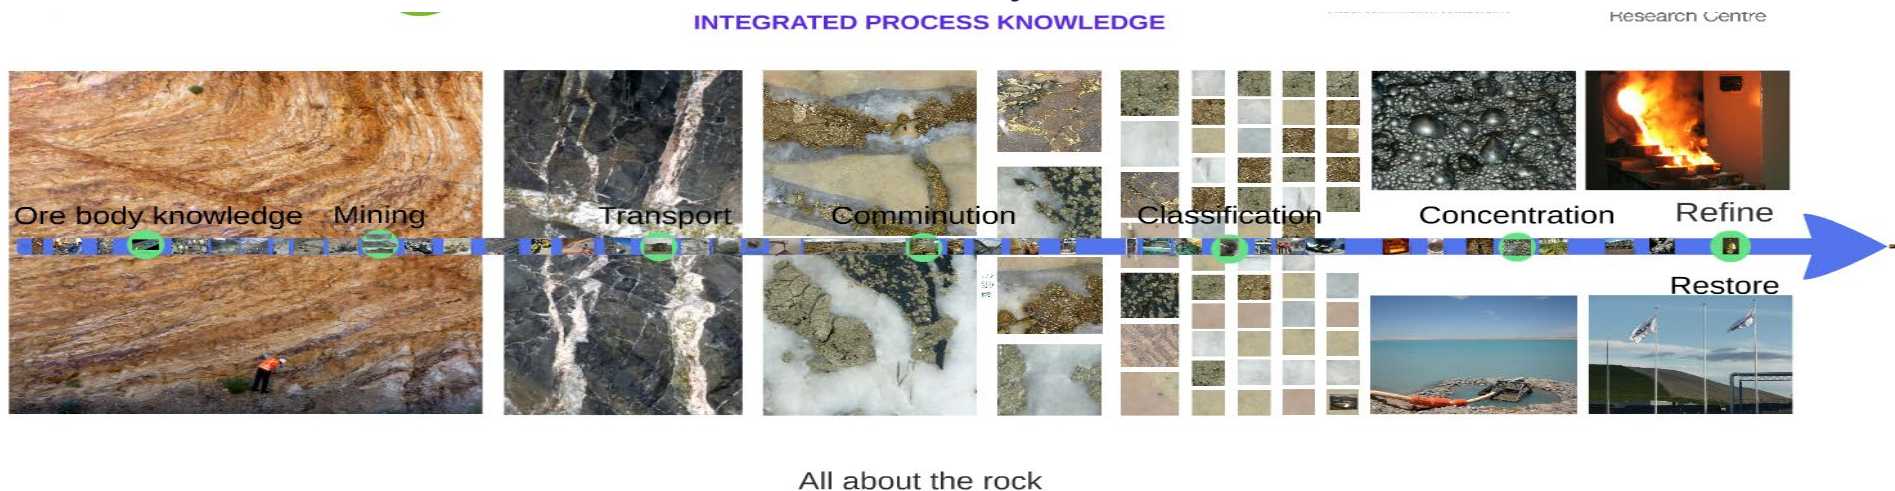 INTEGRATED PROCESS KNOWLEDGE
Research Centre
Ore body knowledge
Mining
Transport
Comminution
Classification
Concentration
Refine
Restore
All about the rock